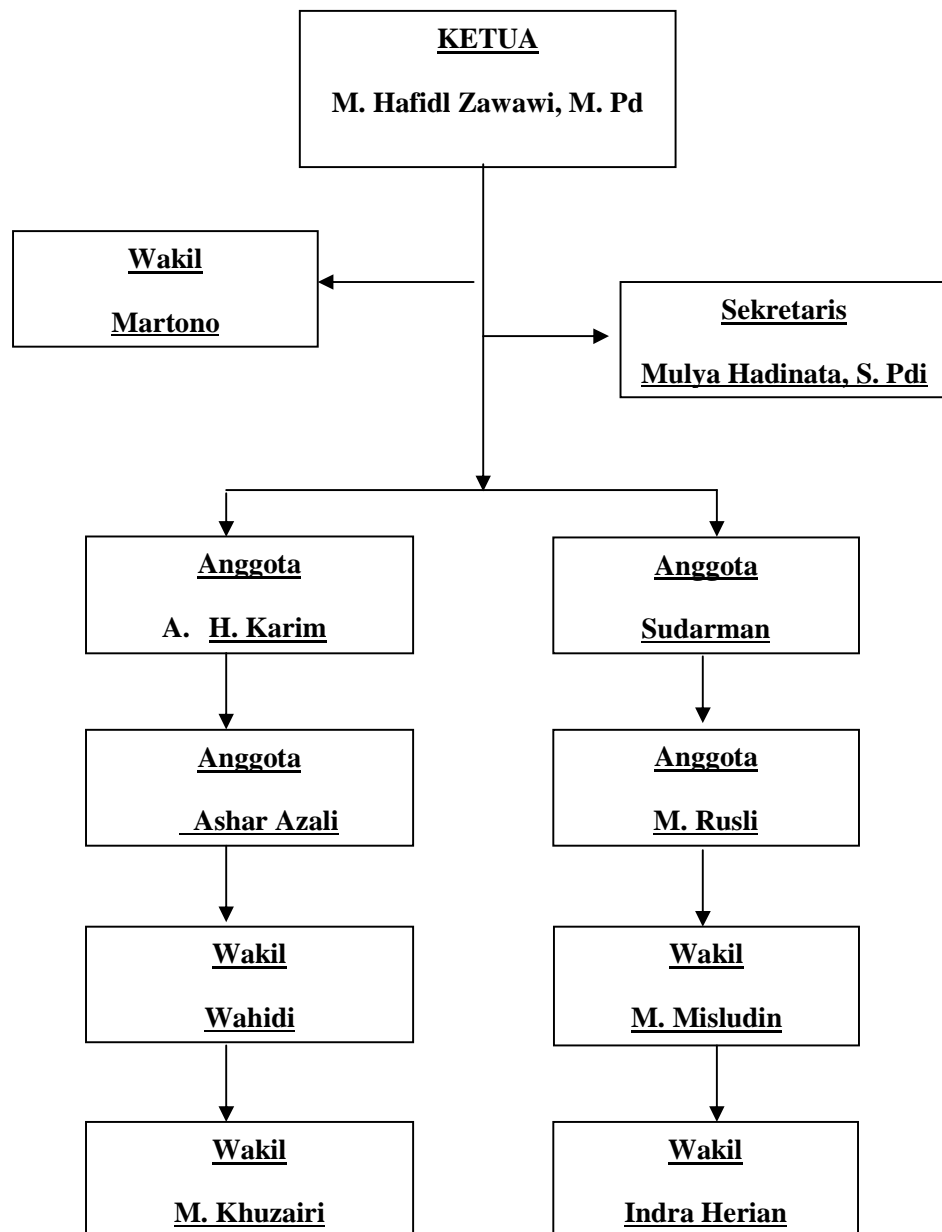 KETUA
M. Hafidl Zawawi, M. Pd
Wakil
Martono
Sekretaris
Mulya Hadinata, S. Pdi
Anggota
A. H. Karim
Anggota
Sudarman
Anggota
Ashar Azali
Anggota
M. Rusli
Wakil
Wahidi
Wakil
M. Misludin
Wakil
M. Khuzairi
Wakil
Indra Herian